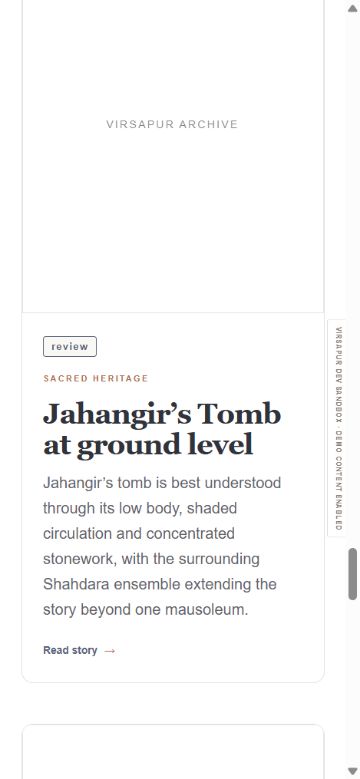 VIRSAPUR ARCHIVE
review
SACRED HERITAGE
Jahangir’s Tomb
at ground level
Jahangir’s tomb is best understood
through its low body, shaded
circulation and concentrated
stonework, with the surrounding
Shahdara ensemble extending the
story beyond one mausoleum.
Read story →
VIRSAPUR DEV SANDBOX · DEMO CONTENT ENABLED